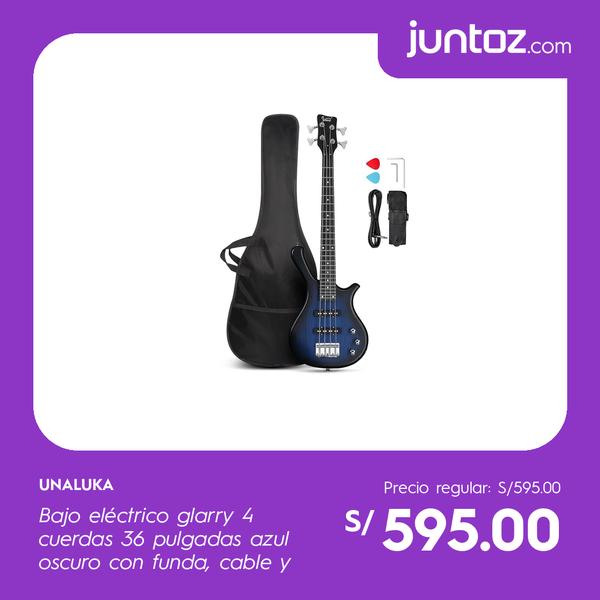 juntoz.com
UNALUKA
Bajo eléctrico glarry 4
cuerdas 36 pulgadas azul
oscuro con funda, cable y
Precio regular: S/595.00
S/ 595.00